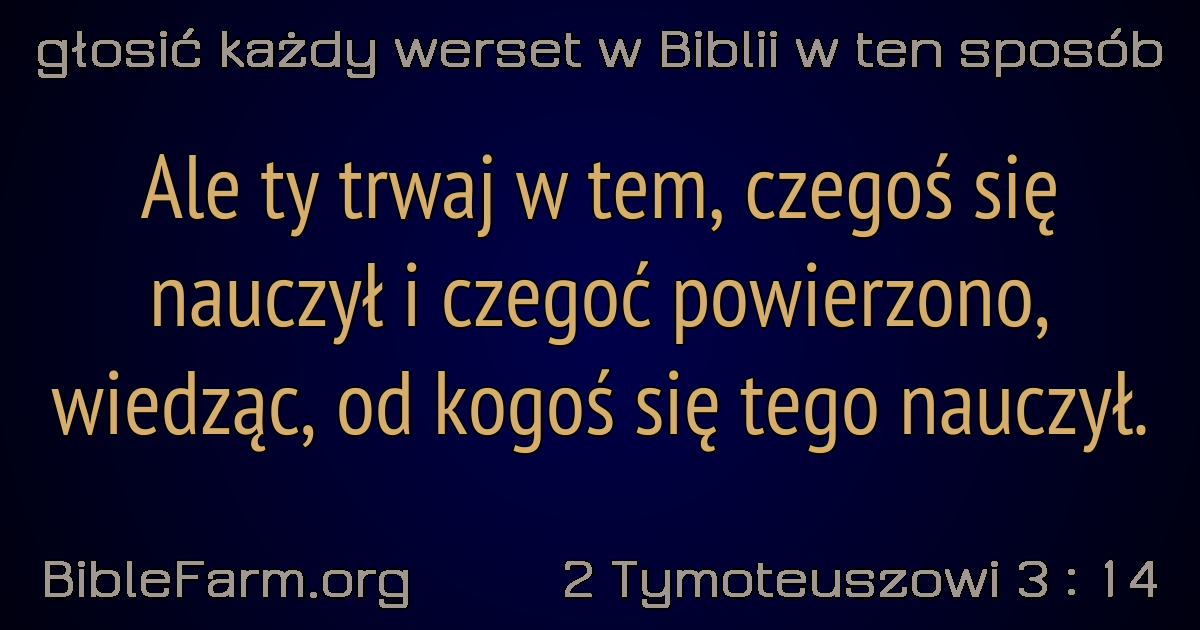 głosić każdy werset w Biblii w ten sposób
Ale ty trwaj w tem, czegoś się
nauczył i czegoć powierzono,
wiedząc, od kogoś się tego nauczył.
BibleFarm.org
2 Tymoteuszowi 3 : 14